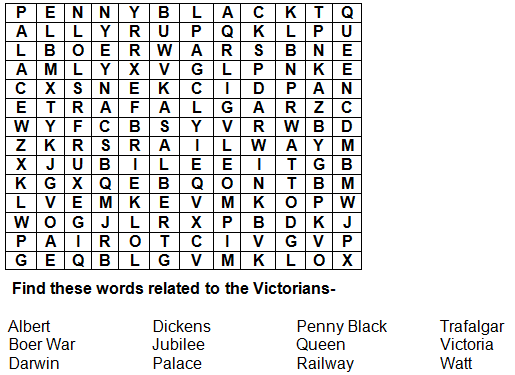 P E N N Y B L A C K T Q
A L L Y R U P Q K L P U
L B O E R W A R S B N E
A M L Y X V G L P N K E
C X S N E K C I D P A N
E T R A F A L G A R Z C
W Y F C B S Y V R W B D
Z K R S R A I L W A Y M
X J U B I L E E I T G B
K G X Q E B Q O N T B M
L V E M K E V M K O P W
W O G J L R X P B D K J
P A I R O T C I V G V P
G E Q B L G V M K L O X
Find these words related to the Victorians-
Albert Dickens Penny Black Trafalgar
Boer War Jubilee Queen Victoria
Darwin Palace Railway Watt